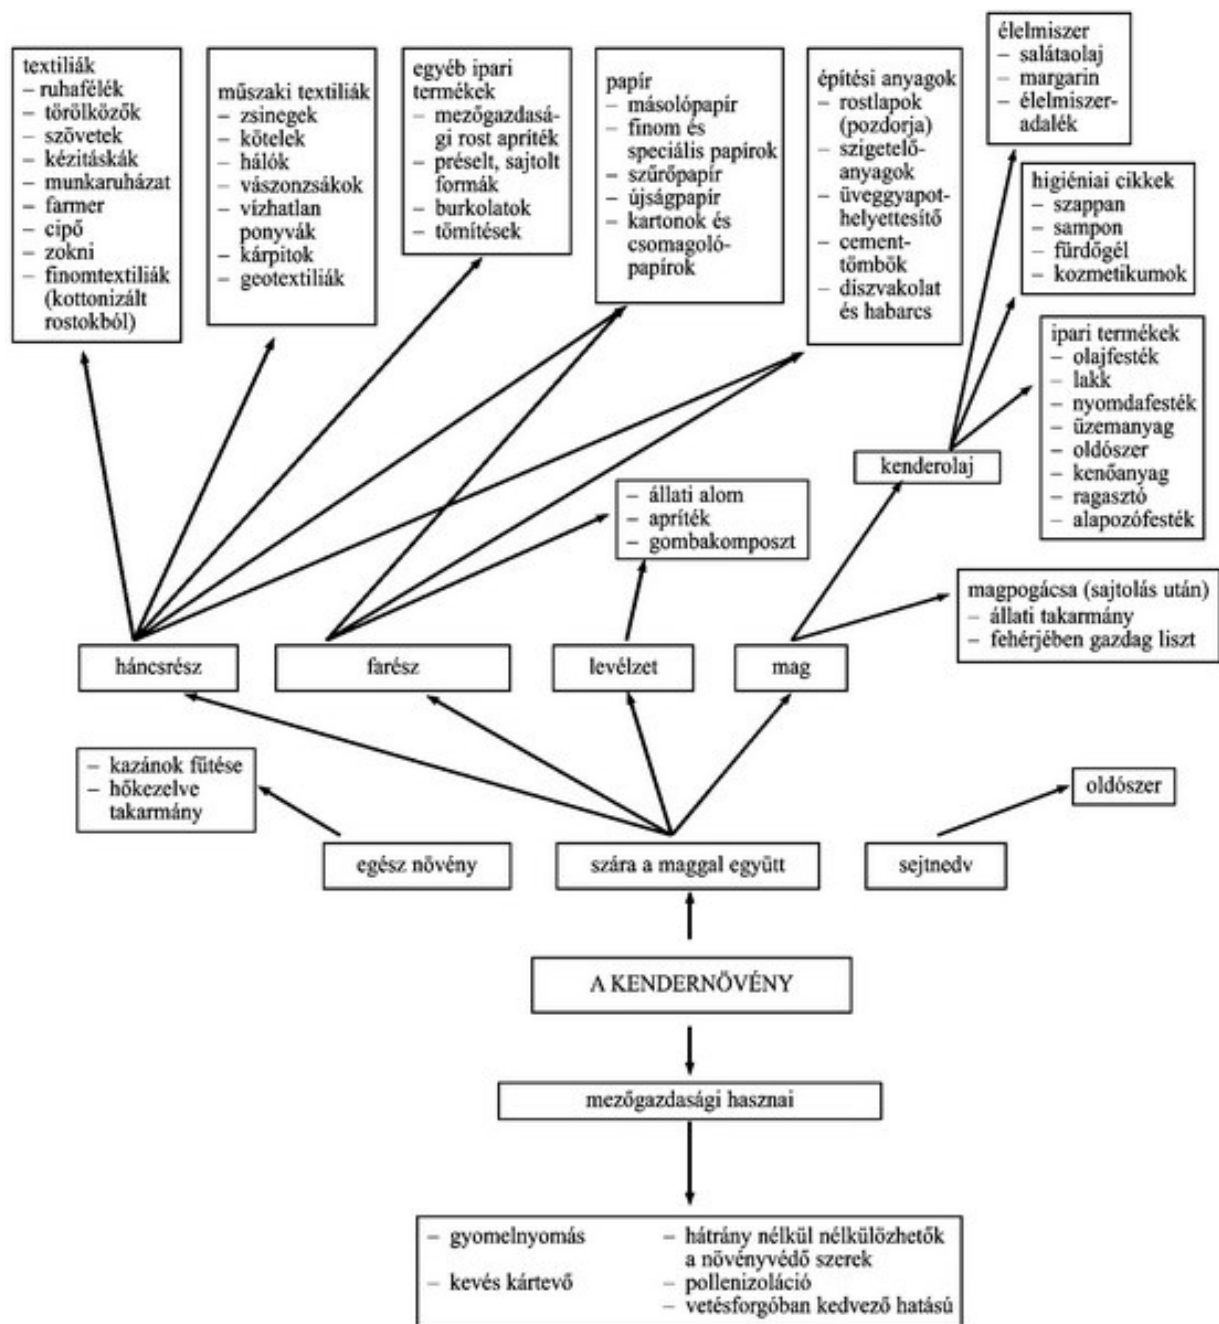 textíliák
– ruhafélék
– törölközők
– szövetek
– kézitáskák
– munkaruházat
– farmer
– cipő
– zokni
– finomtextíliák
(kottonizált
rostokból)
műszaki textíliák
– zsinegek
– kötelek
– hálók
– vászonzsákok
– vízhatlan
ponyvák
– kárpitok
– geotextíliák
egyéb ipari
termékek
– mezőgazdasá-
gi rost apríték
– préselt, sajtolt
formák
– burkolatok
– tömítések
papír
– másolópapír
– finom és
speciális papírok
– szűrőpapír
– újságpapír
– kartonok és
csomagoló-
papírok
építési anyagok
– rostlapok
(pozdorja)
– szigetelő-
anyagok
– üveggyapot-
helyettesítő
– cement-
tömbök
– díszvakolat
és habarcs
élelmiszer
– salátaolaj
– margarin
– élelmiszer-
adalék
higiéniai cikkek
– szappan
– sampon
– fürdőgél
– kozmetikumok
ipari termékek
– olajfesték
– lakk
– nyomdafesték
– üzemanyag
– oldószer
– kenőanyag
– ragasztó
– alapozófesték
kenderolaj
– állati alom
– apríték
– gombakomposzt
magpogácsa (sajtolás után)
– állati takarmány
– fehérjében gazdag liszt
háncsrész
farész
levélzet
mag
– kazánok fűtése
– hőkezelve
takarmány
oldószer
egész növény
szára a maggal együtt
sejtnedv
A KENDERNÖVÉNY
mezőgazdasági hasznai
– gyomelnyomás
– kevés kártevő
– hátrány nélkül nélkülözhetők
a növényvédő szerek
– pollenizoláció
– vetésforgóban kedvező hatású